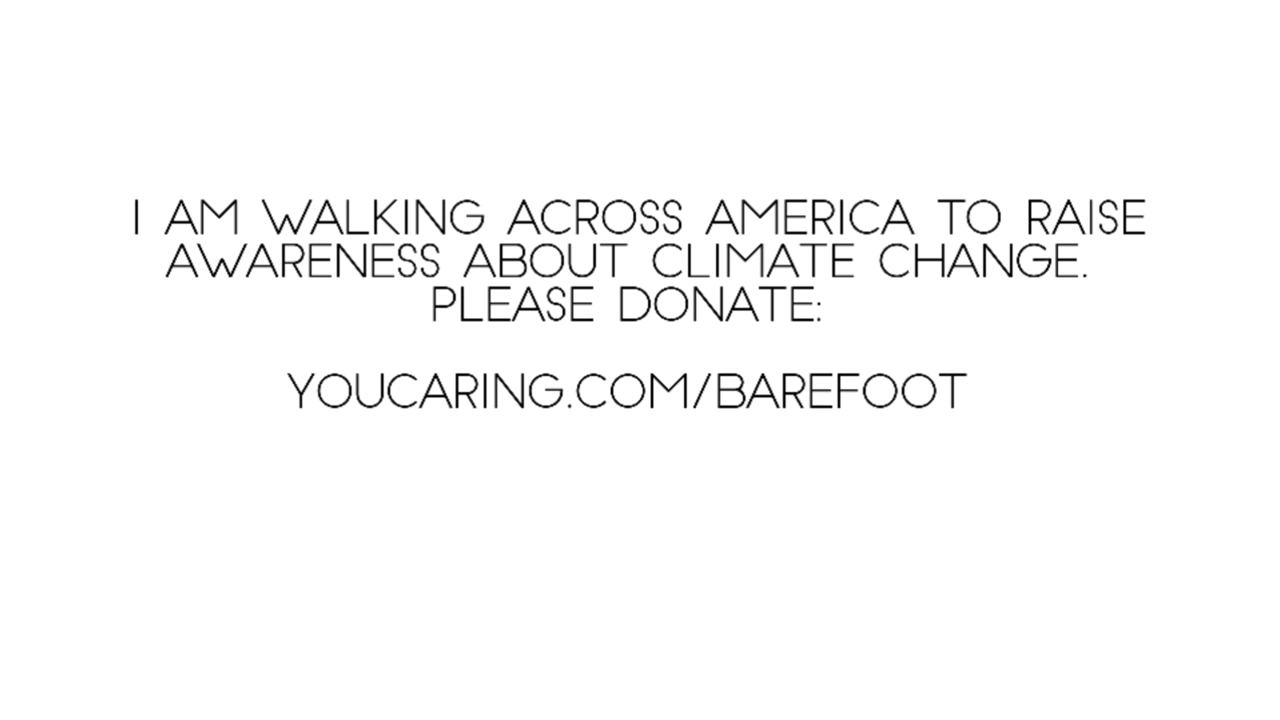 I AM WALKING ACROSS AMERICA TO RAISE
AWARENESS ABOUT CLIMATE CHANGE.
PLEASE DONATE:
YOUCARING.COM/BAREFOOT